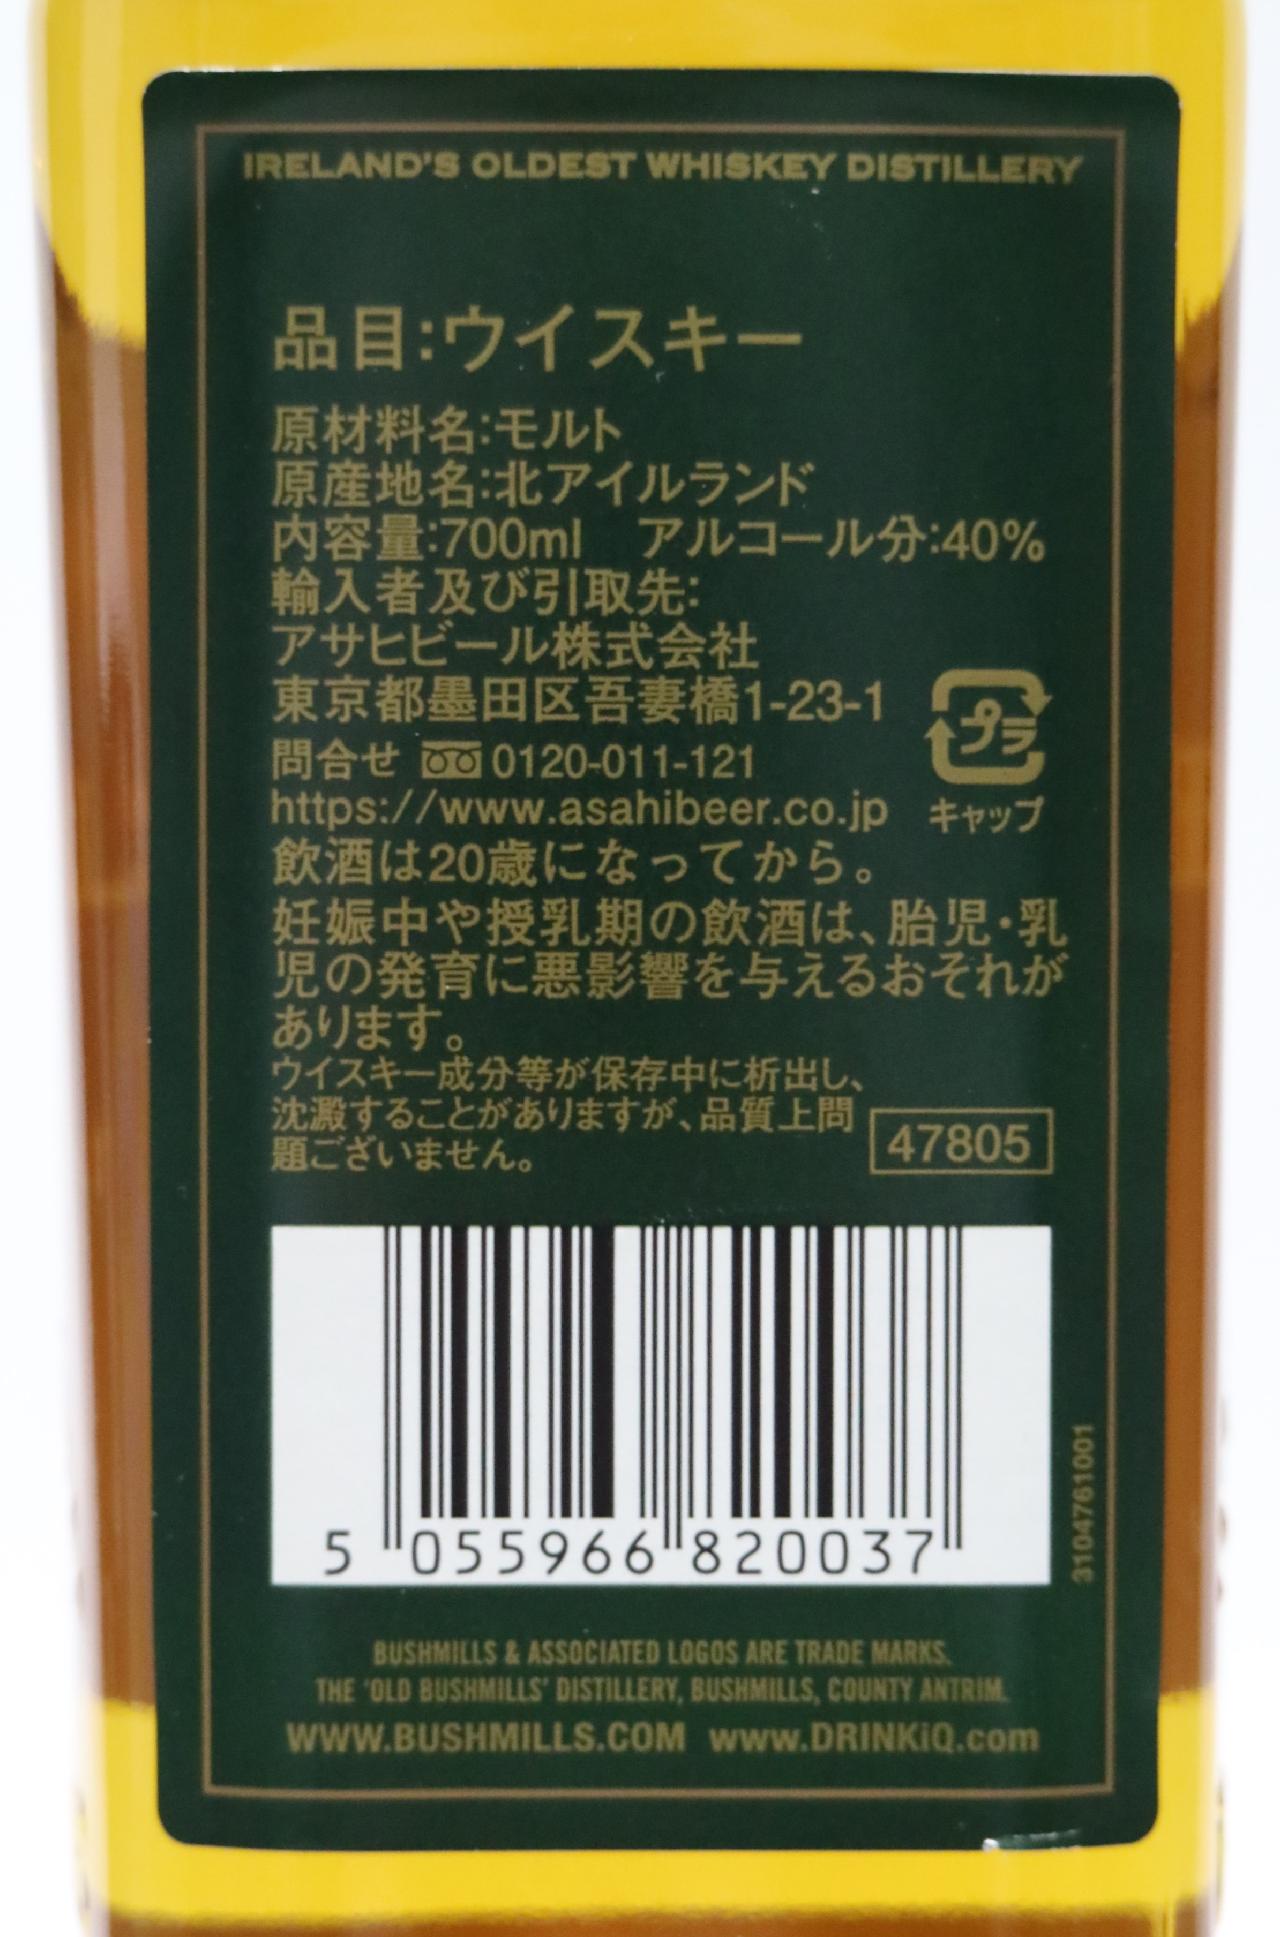 IRELAND'S OLDEST WHISKEY DISTILLERY
品目:ウイスキー
原材料名:モルト
原産地名:北アイルランド
内容量:700ml　アルコール分:40%
輸入者及び引取先:
アサヒビール株式会社
東京都墨田区吾妻橋1-23-1
問合せ 0120-011-121
https://www.asahibeer.co.jp
プラ
キャップ
飲酒は20歳になってから。
妊娠中や授乳期の飲酒は、胎児・乳
児の発育に悪影響を与えるおそれが
あります。
ウイスキー成分等が保存中に析出し、
沈澱することがありますが、品質上問
題ございません。
47805
5 055966 820037
3104761001
BUSHMILLS & ASSOCIATED LOGOS ARE TRADE MARKS.
THE 'OLD BUSHMILLS' DISTILLERY, BUSHMILLS, COUNTY ANTRIM.
WWW.BUSHMILLS.COM www.DRINKiQ.com